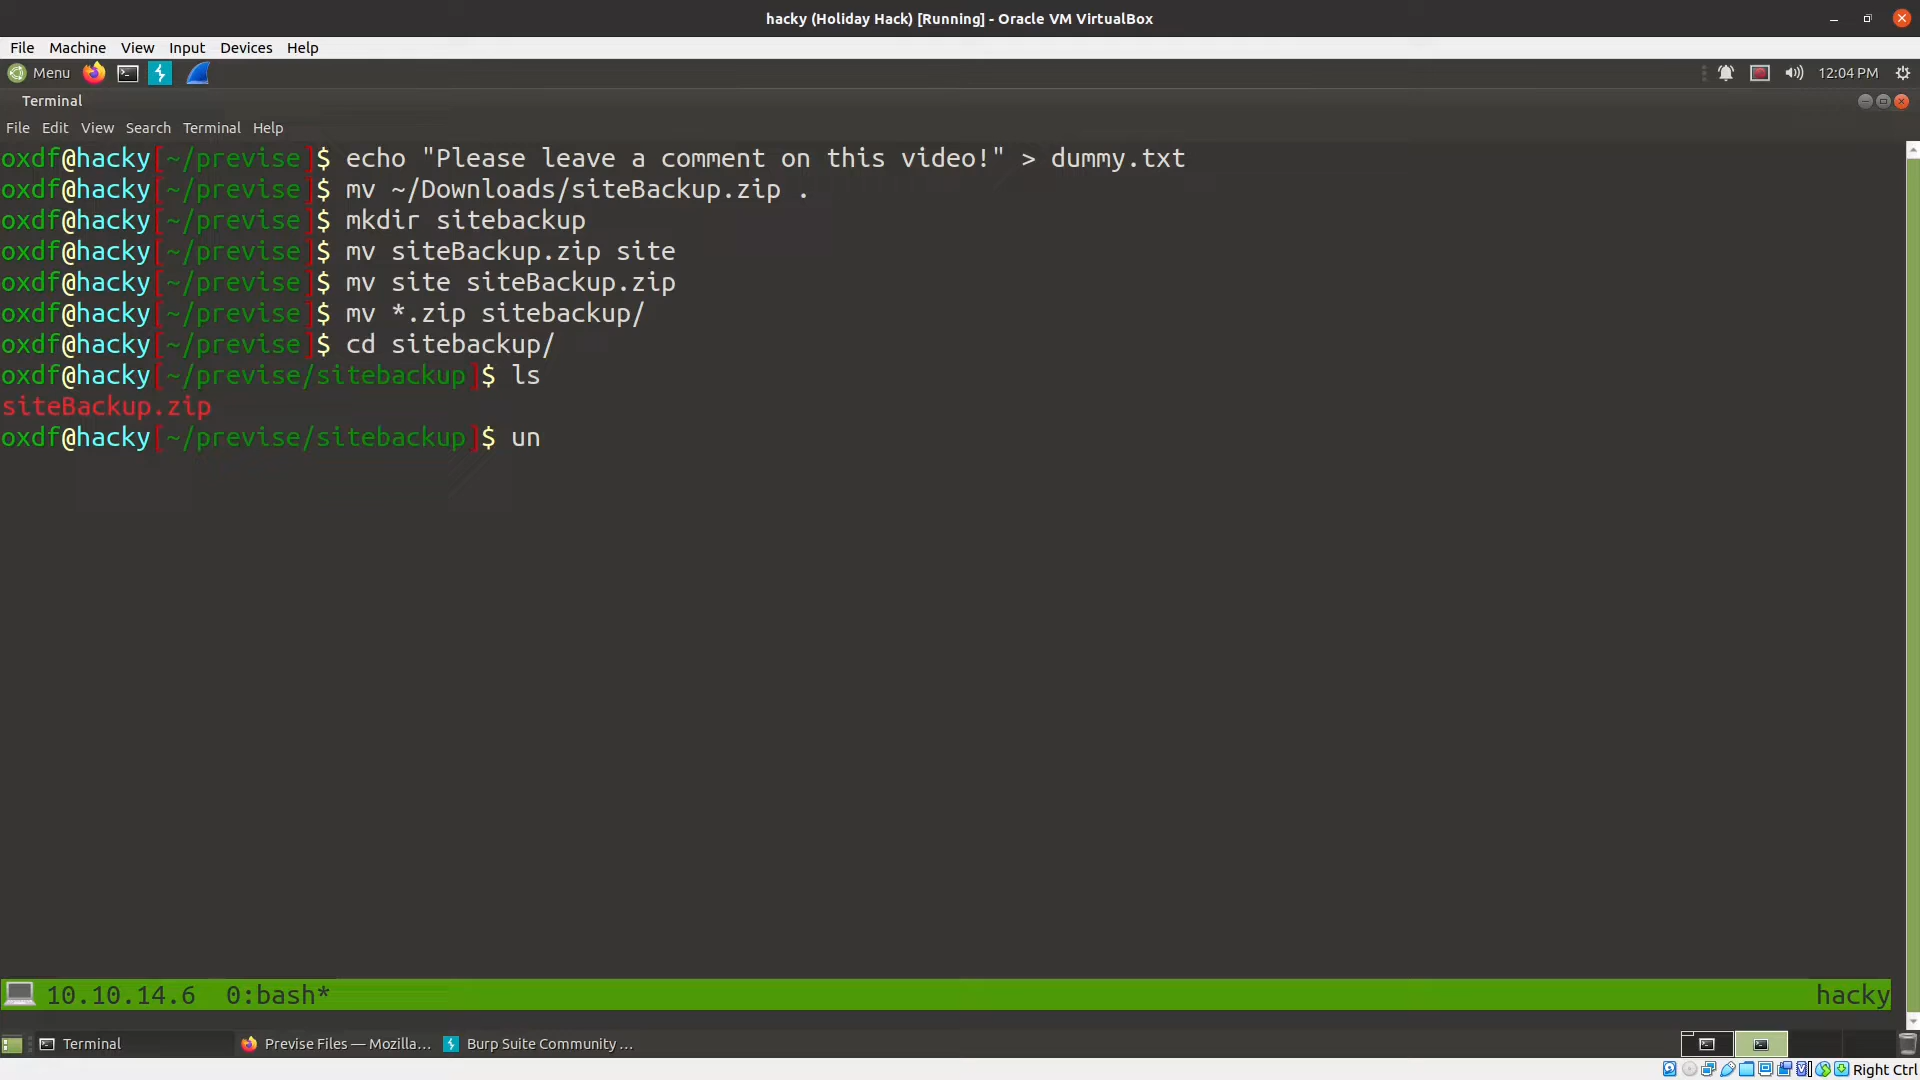 hacky (Holiday Hack) [Running] - Oracle VM VirtualBox
File Machine View Input Devices Help
Menu 12:04 PM
Terminal
File Edit View Search Terminal Help
oxdf@hacky[~/previse]$ echo "Please leave a comment on this video!" > dummy.txt
oxdf@hacky[~/previse]$ mv ~/Downloads/siteBackup.zip .
oxdf@hacky[~/previse]$ mkdir sitebackup
oxdf@hacky[~/previse]$ mv siteBackup.zip site
oxdf@hacky[~/previse]$ mv site siteBackup.zip
oxdf@hacky[~/previse]$ mv *.zip sitebackup/
oxdf@hacky[~/previse]$ cd sitebackup/
oxdf@hacky[~/previse/sitebackup]$ ls
siteBackup.zip
oxdf@hacky[~/previse/sitebackup]$ un
10.10.14.6 0:bash* hacky
Terminal Previse Files — Mozilla... Burp Suite Community ...
Right Ctrl